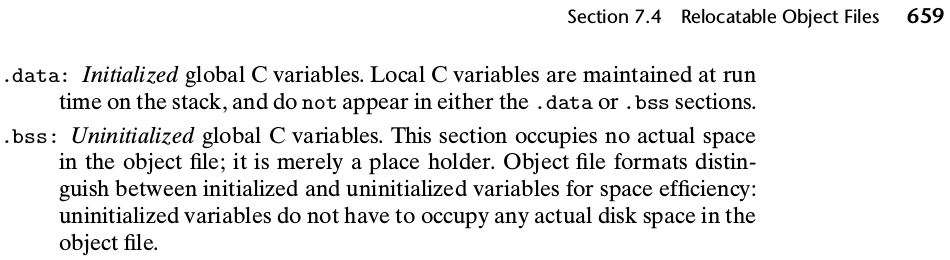 Section 7.4 Relocatable Object Files 659
.data: Initialized global C variables. Local C variables are maintained at run
time on the stack, and do not appear in either the .data or .bss sections.
.bss: Uninitialized global C variables. This section occupies no actual space
in the object file; it is merely a place holder. Object file formats distin-
guish between initialized and uninitialized variables for space efficiency:
uninitialized variables do not have to occupy any actual disk space in the
object file.